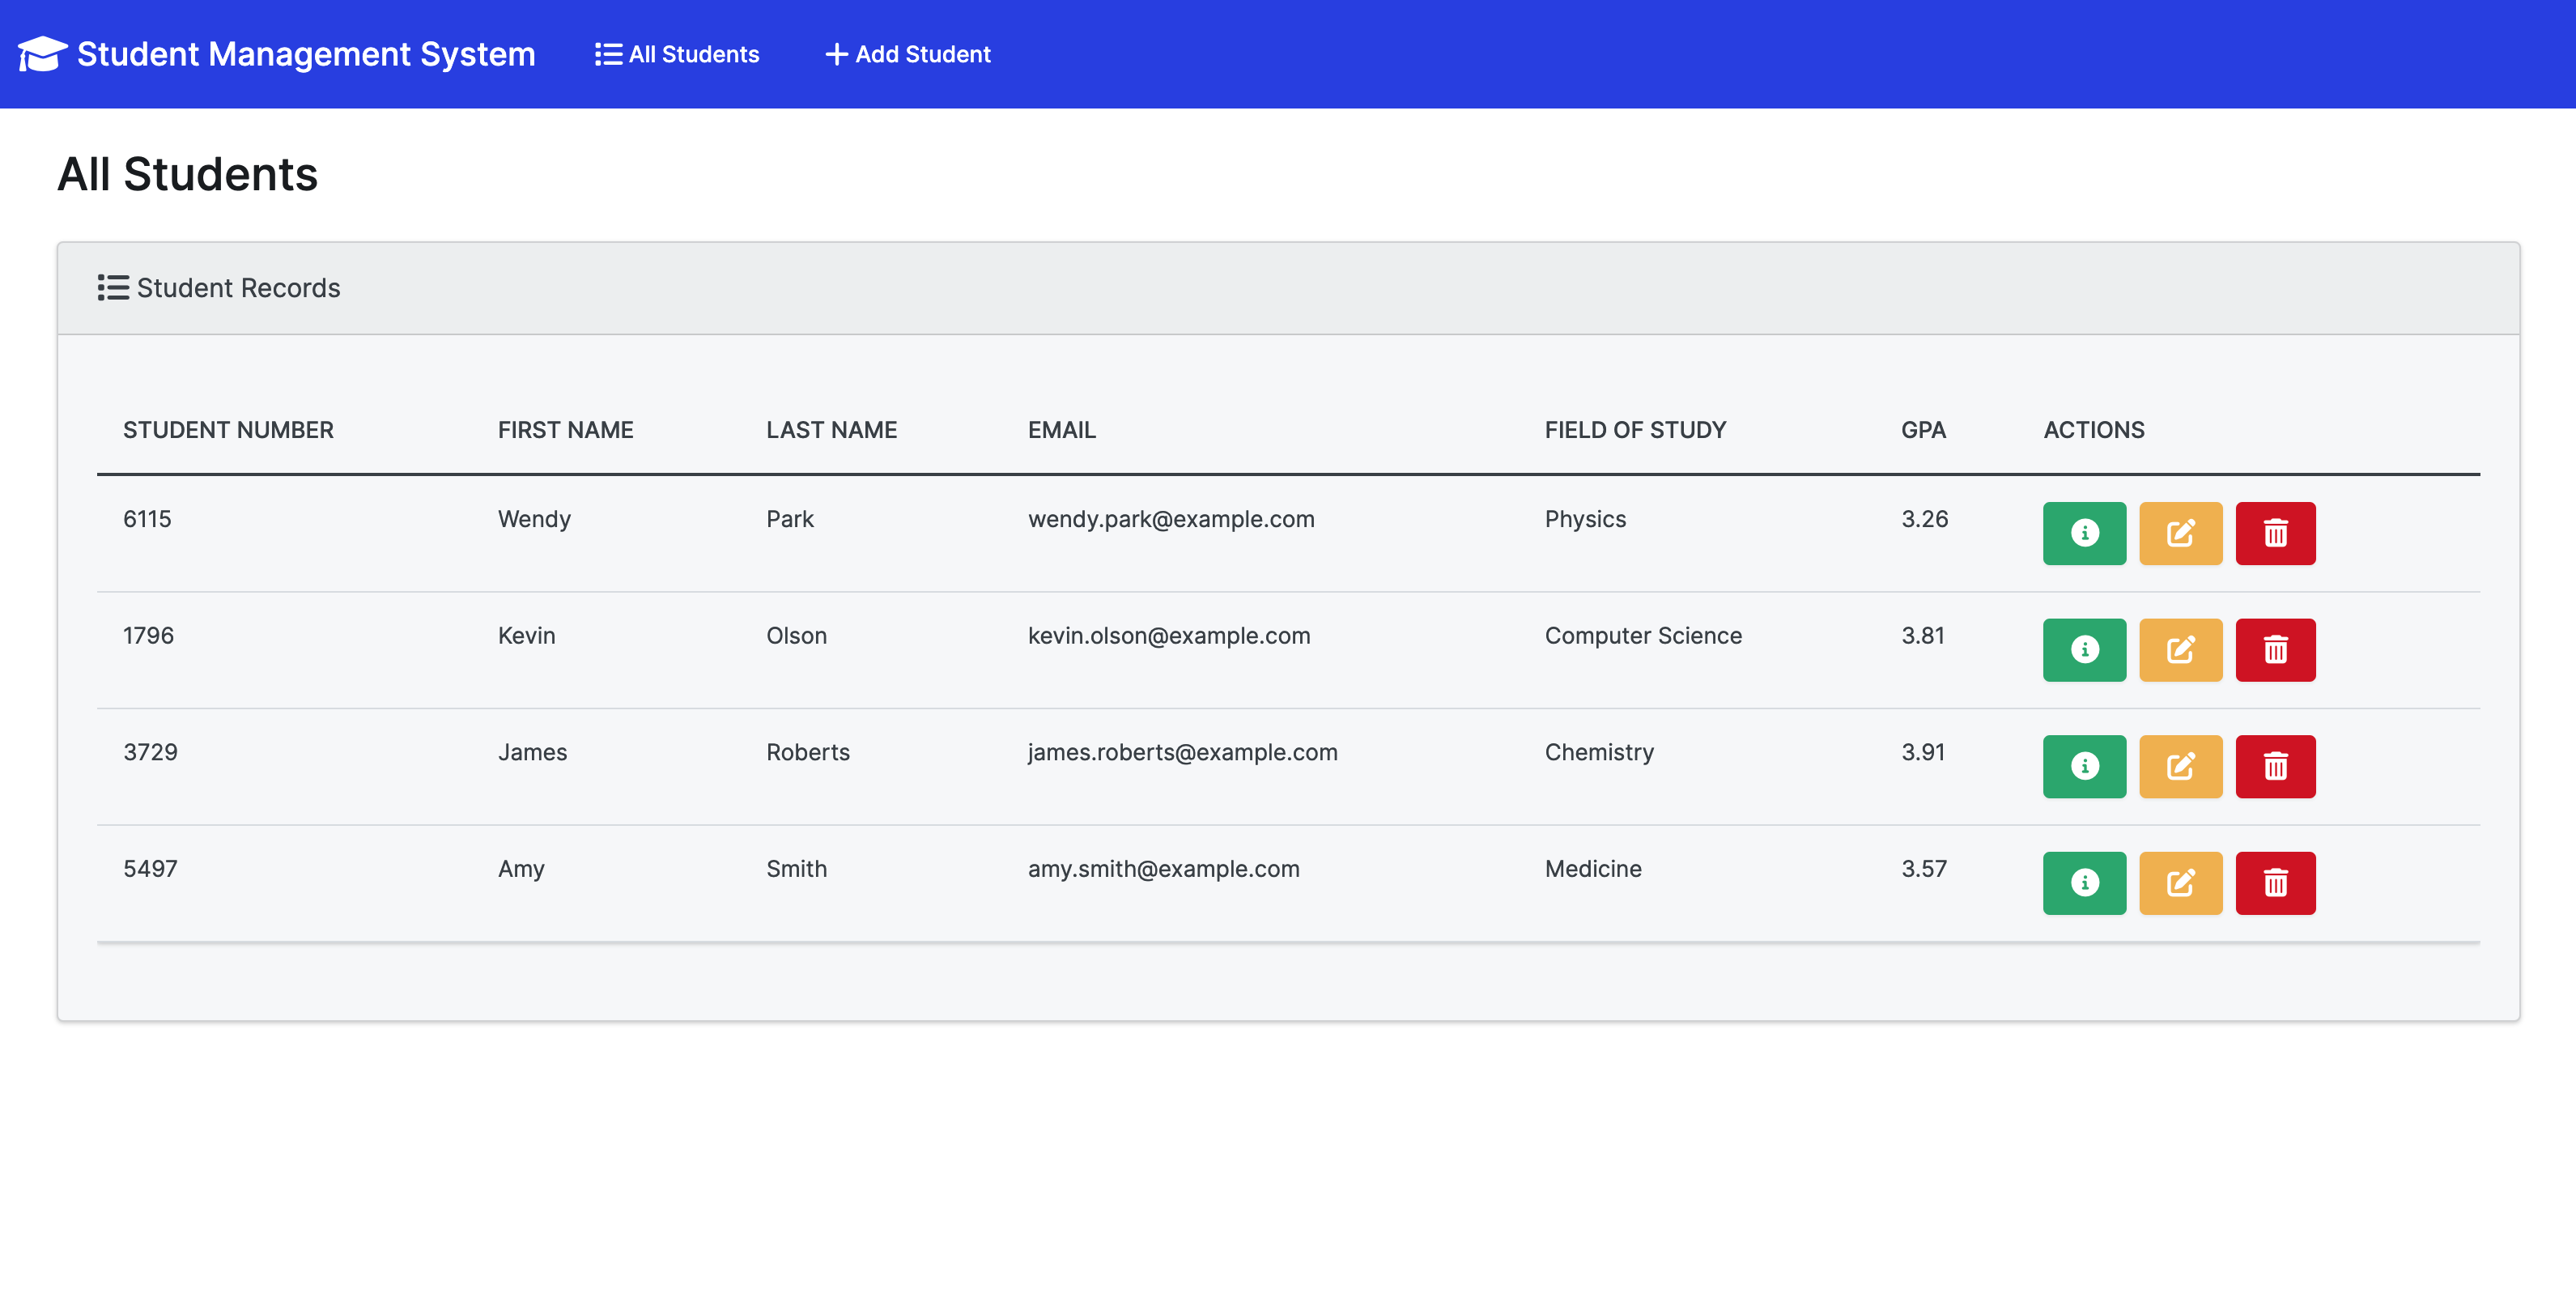 Student Management System All Students Add Student
All Students
Student Records
STUDENT NUMBER FIRST NAME LAST NAME EMAIL FIELD OF STUDY GPA ACTIONS
6115 Wendy Park wendy.park@example.com Physics 3.26
1796 Kevin Olson kevin.olson@example.com Computer Science 3.81
3729 James Roberts james.roberts@example.com Chemistry 3.91
5497 Amy Smith amy.smith@example.com Medicine 3.57